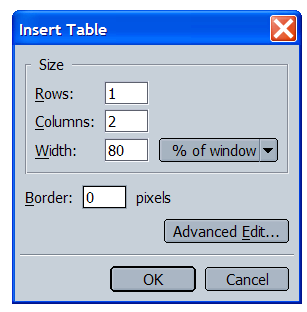 Insert Table
Size
Rows: 1
Columns: 2
Width: 80 % of window
Border: 0 pixels
Advanced Edit...
OK Cancel